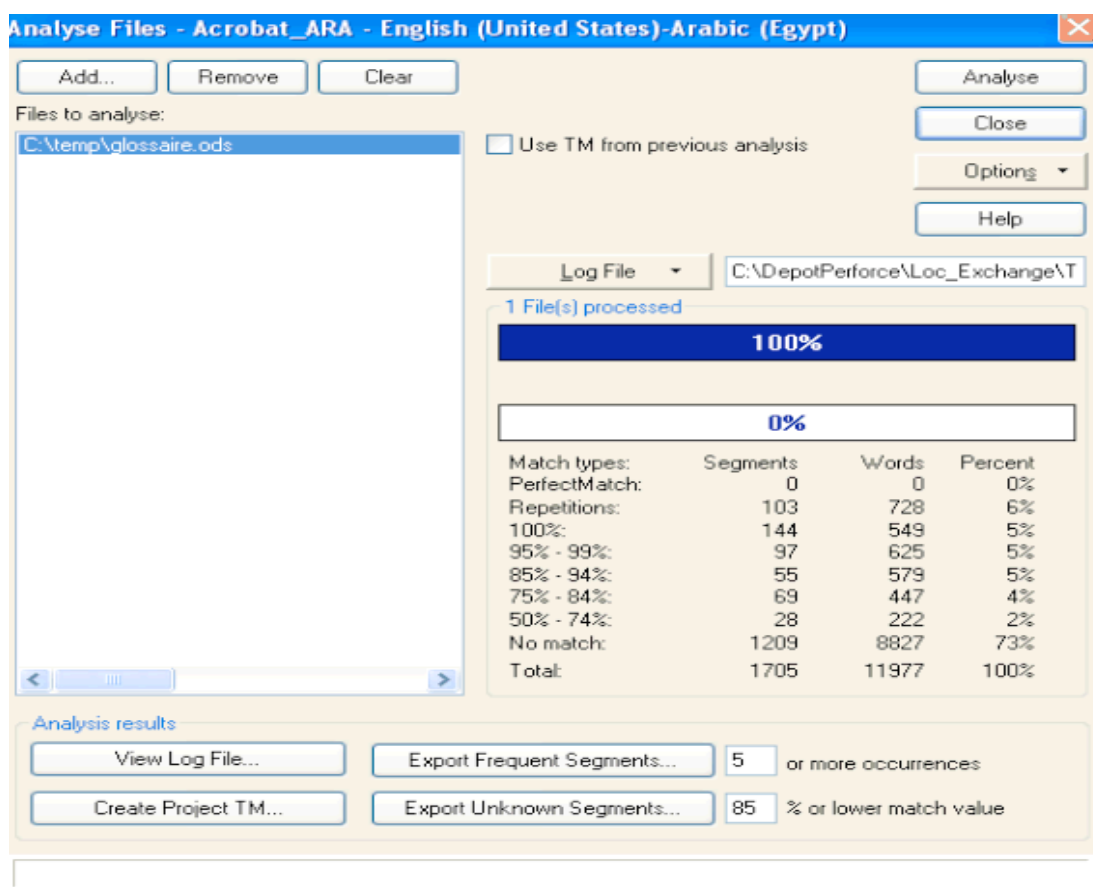 Analyse Files - Acrobat_ARA - English (United States)-Arabic (Egypt)
Add... Remove Clear Analyse
Files to analyse:
Close
C:\temp\glossaire.ods
Use TM from previous analysis
Options
Help
Log File C:\DepotPerforce\Loc_Exchange\T
1 File(s) processed
100%
0%
Match types: Segments Words Percent
PerfectMatch: 0 0 0%
Repetitions: 103 728 6%
100%: 144 549 5%
95% - 99%: 97 625 5%
85% - 94%: 55 579 5%
75% - 84%: 69 447 4%
50% - 74%: 28 222 2%
No match: 1209 8827 73%
Total: 1705 11977 100%
Analysis results
View Log File... Export Frequent Segments... 5 or more occurrences
Create Project TM... Export Unknown Segments... 85 % or lower match value